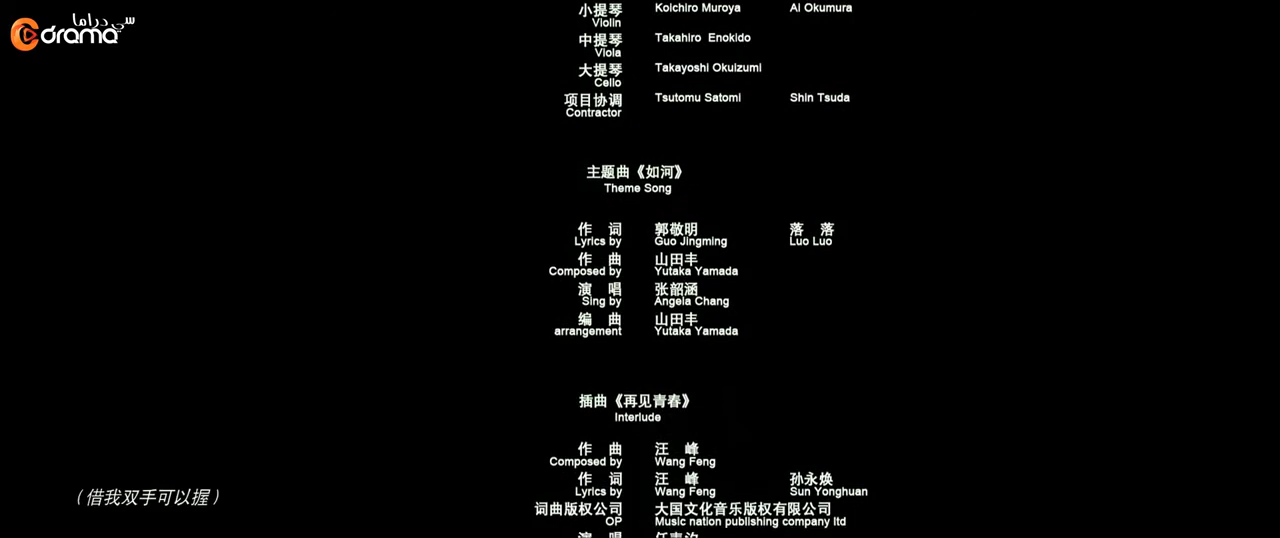 سي دراما
Cdrama
小提琴 Koichiro Muroya Ai Okumura
Violin
中提琴 Takahiro Enokido
Viola
大提琴 Takayoshi Okuizumi
Cello
项目协调 Tsutomu Satomi Shin Tsuda
Contractor
主题曲《如河》
Theme Song
作 词 郭敬明 落 落
Lyrics by Guo Jingming Luo Luo
作 曲 山田丰
Composed by Yutaka Yamada
演 唱 张韶涵
Sing by Angela Chang
编 曲 山田丰
arrangement Yutaka Yamada
插曲《再见青春》
Interlude
作 曲 汪 峰
Composed by Wang Feng
作 词 汪 峰 孙永焕
Lyrics by Wang Feng Sun Yonghuan
（借我双手可以握）
词曲版权公司 大国文化音乐版权有限公司
OP Music nation publishing company ltd